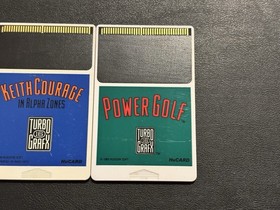 KEITH COURAGE
IN ALPHA ZONES
TURBO
GRAFX
HuCARD
POWER GOLF
TURBO
GRAFX
HuCARD